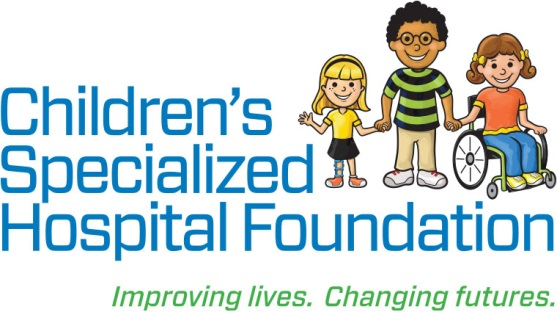 Children's
Specialized
Hospital Foundation
Improving lives. Changing futures.